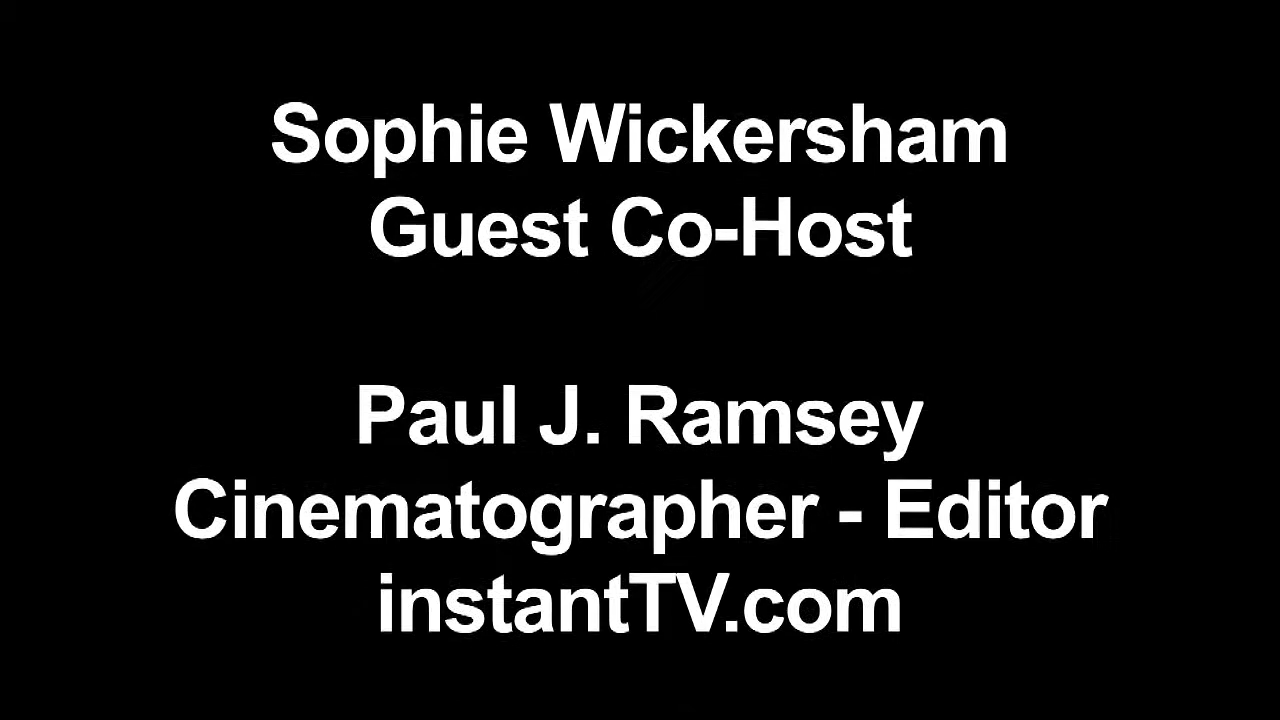 Sophie Wickersham
Guest Co-Host
Paul J. Ramsey
Cinematographer - Editor
instantTV.com